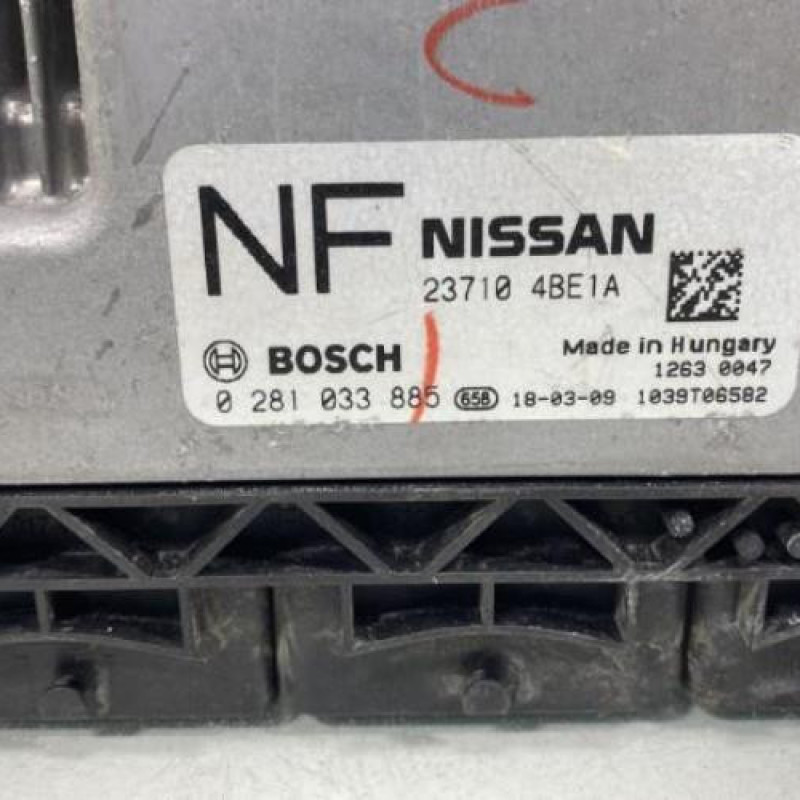 NF NISSAN
23710 4BE1A
BOSCH Made in Hungary
1263 0047
0 281 033 885 658 18-03-09 1039T06582